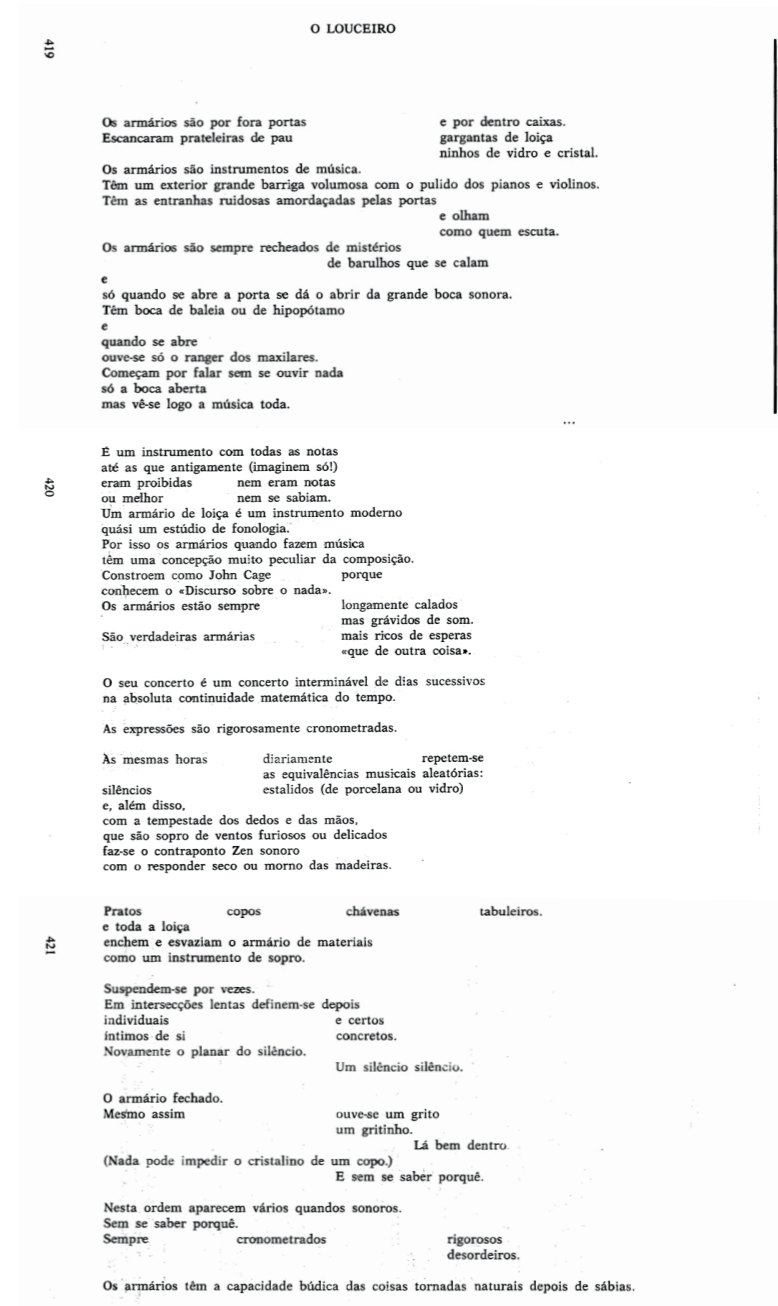 O LOUCEIRO
419
Os armários são por fora portas e por dentro caixas.
Escancaram prateleiras de pau gargantas de loiça
ninhos de vidro e cristal.
Os armários são instrumentos de música.
Têm um exterior grande barriga volumosa com o pulido dos pianos e violinos.
Têm as entranhas ruidosas amordaçadas pelas portas
e olham
como quem escuta.
Os armários são sempre recheados de mistérios
de barulhos que se calam
e
só quando se abre a porta se dá o abrir da grande boca sonora.
Têm boca de baleia ou de hipopótamo
e
quando se abre
ouve-se só o ranger dos maxilares.
Começam por falar sem se ouvir nada
só a boca aberta
mas vê-se logo a música toda.
...
420
É um instrumento com todas as notas
até as que antigamente (imaginem só!)
eram proibidas nem eram notas
ou melhor nem se sabiam.
Um armário de loiça é um instrumento moderno
quási um estúdio de fonologia.
Por isso os armários quando fazem música
têm uma concepção muito peculiar da composição.
Constroem como John Cage porque
conhecem o «Discurso sobre o nada».
Os armários estão sempre longamente calados
mas grávidos de som.
São verdadeiras armárias mais ricos de esperas
«que de outra coisa».
O seu concerto é um concerto interminável de dias sucessivos
na absoluta continuidade matemática do tempo.
As expressões são rigorosamente cronometradas.
Às mesmas horas diariamente repetem-se
as equivalências musicais aleatórias:
silêncios estalidos (de porcelana ou vidro)
e, além disso,
com a tempestade dos dedos e das mãos,
que são sopro de ventos furiosos ou delicados
faz-se o contraponto Zen sonoro
com o responder seco ou morno das madeiras.
421
Pratos copos chávenas tabuleiros.
e toda a loiça
enchem e esvaziam o armário de materiais
como um instrumento de sopro.
Suspendem-se por vezes.
Em intersecções lentas definem-se depois
individuais e certos
íntimos de si concretos.
Novamente o planar do silêncio.
Um silêncio silêncio.
O armário fechado.
Mesmo assim ouve-se um grito
um gritinho.
Lá bem dentro
(Nada pode impedir o cristalino de um copo.)
E sem se saber porquê.
Nesta ordem aparecem vários quandos sonoros.
Sem se saber porquê.
Sempre cronometrados rigorosos
desordeiros.
Os armários têm a capacidade búdica das coisas tornadas naturais depois de sábias.